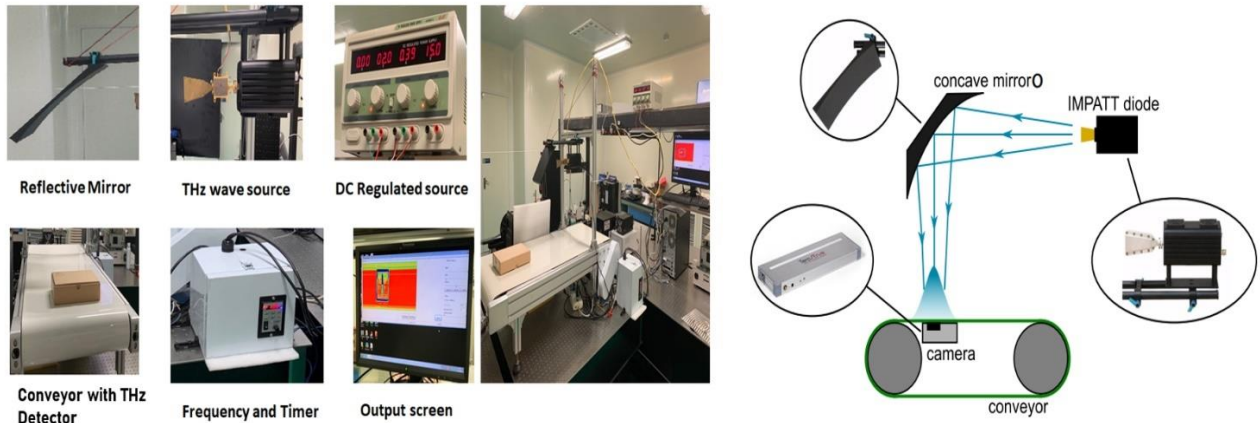 Reflective Mirror
THz wave source
DC Regulated source
Conveyor with THz
Detector
Frequency and Timer
Output screen
concave mirrorO
IMPATT diode
camera
conveyor